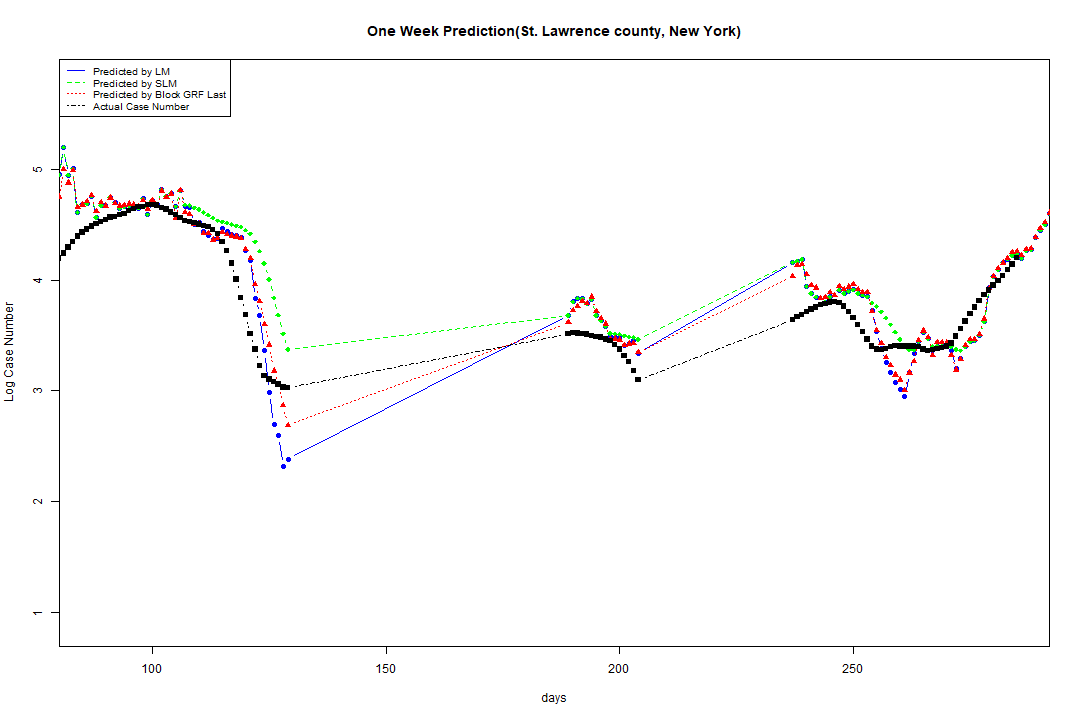 One Week Prediction(St. Lawrence county, New York)
Predicted by LM
Predicted by SLM
Predicted by Block GRF Last
Actual Case Number
5
4
3
2
1
Log Case Number
100 150 200 250
days